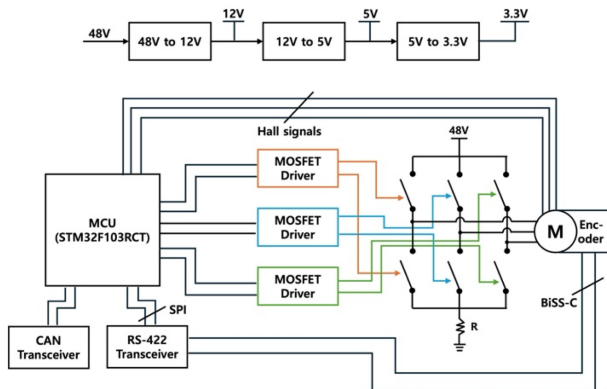 12V
5V
3.3V
48V
48V to 12V
12V to 5V
5V to 3.3V
Hall signals
48V
MOSFET
Driver
MCU
(STM32F103RCT)
MOSFET
Driver
M
Enc-
oder
MOSFET
Driver
BiSS-C
SPI
R
CAN
Transceiver
RS-422
Transceiver